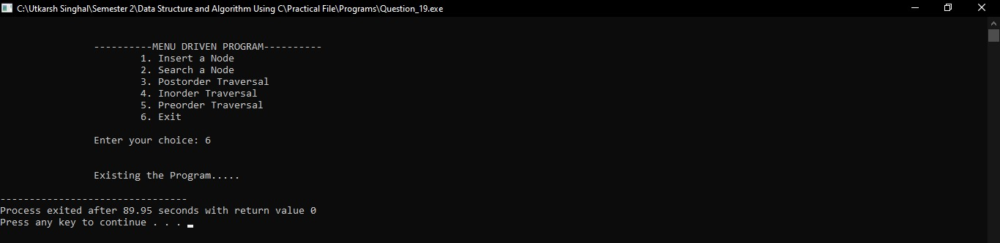 C:\Utkarsh Singhal\Semester 2\Data Structure and Algorithm Using C\Practical File\Programs\Question_19.exe
----------MENU DRIVEN PROGRAM----------
1. Insert a Node
2. Search a Node
3. Postorder Traversal
4. Inorder Traversal
5. Preorder Traversal
6. Exit
Enter your choice: 6
Existing the Program.....
--------------------------------
Process exited after 89.95 seconds with return value 0
Press any key to continue . . .